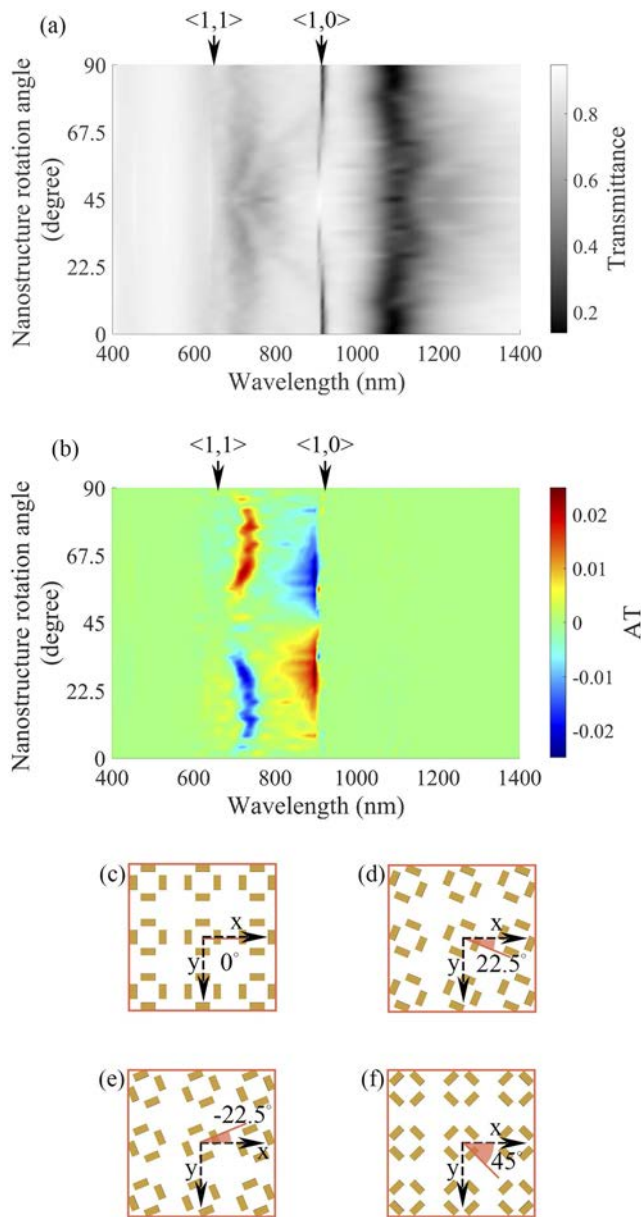 (a)
<1,1> <1,0>
Nanostructure rotation angle
(degree)
90
67.5
45
22.5
0
400 600 800 1000 1200 1400
Wavelength (nm)
0.8
0.6
0.4
0.2
Transmittance
(b)
<1,1> <1,0>
Nanostructure rotation angle
(degree)
90
67.5
45
22.5
0
400 600 800 1000 1200 1400
Wavelength (nm)
0.02
0.01
0
-0.01
-0.02
AT
(c)
x
y
0°
(d)
x
y
22.5°
(e)
-22.5°
x
y
(f)
x
y
45°